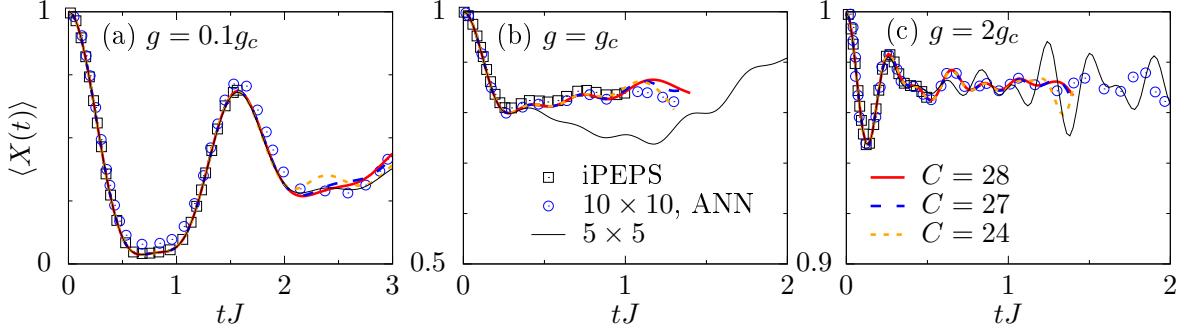 ⟨X(t)⟩
1
0
(a) g = 0.1g_c
0 1 2 3
tJ
1
0.5
(b) g = g_c
iPEPS
10 × 10, ANN
5 × 5
0 1 2
tJ
1
0.9
(c) g = 2g_c
C = 28
C = 27
C = 24
0 1 2
tJ